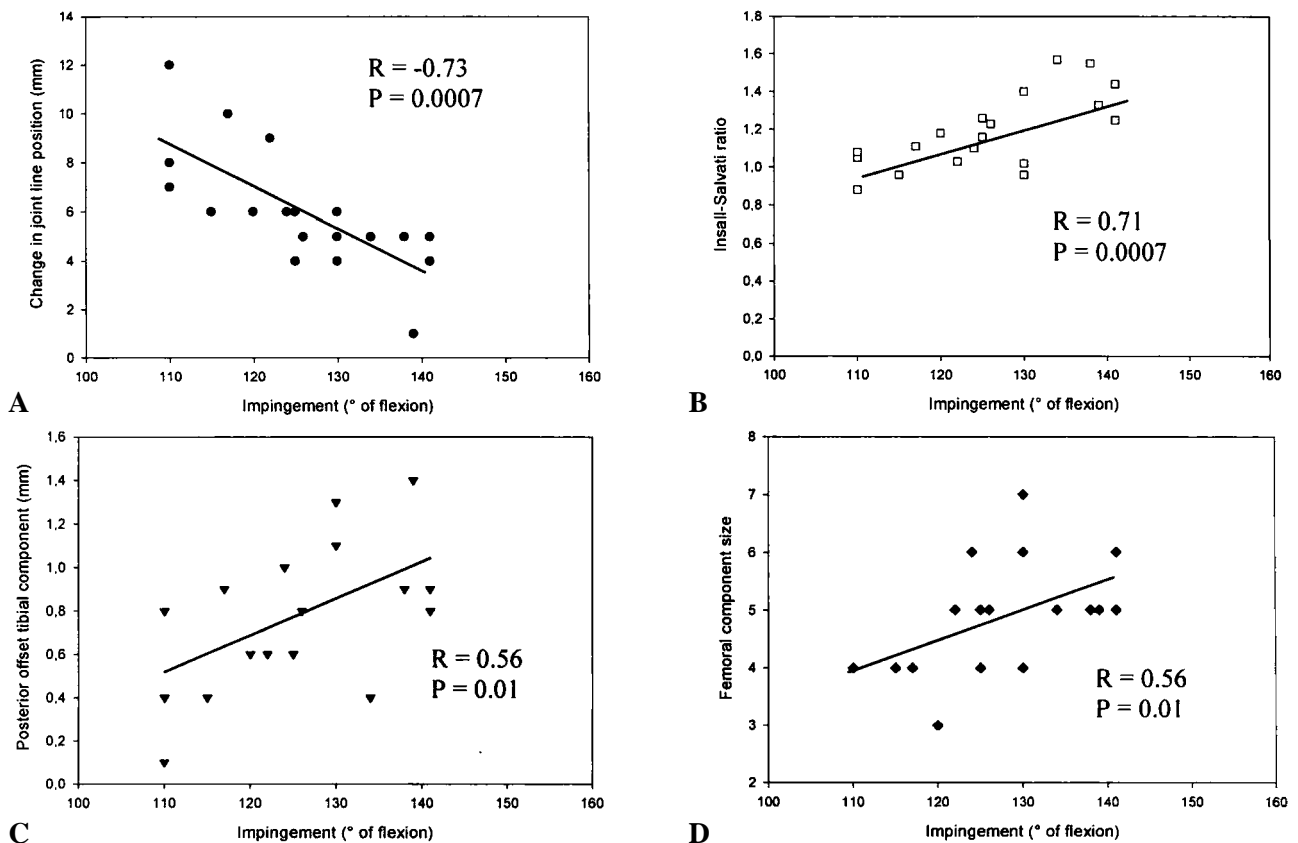 14
12
10
8
6
4
2
0
Change in joint line position (mm)
R = -0.73
P = 0.0007
100 110 120 130 140 150 160
Impingement (° of flexion)
A
1.8
1.6
1.4
1.2
1.0
0.8
0,6
0.4
0.2
0.0
Insall-Salvati ratio
R = 0.71
P = 0.0007
100 110 120 130 140 150 160
Impingement (° of flexion)
B
1,6
1,4
1,2
1,0
0,8
0,6
0,4
0,2
0,0
Posterior offset tibial component (mm)
R = 0.56
P = 0.01
100 110 120 130 140 150 160
Impingement (° of flexion)
C
8
7
6
5
4
3
2
Femoral component size
R = 0.56
P = 0.01
100 110 120 130 140 150 160
Impingement (° of flexion)
D